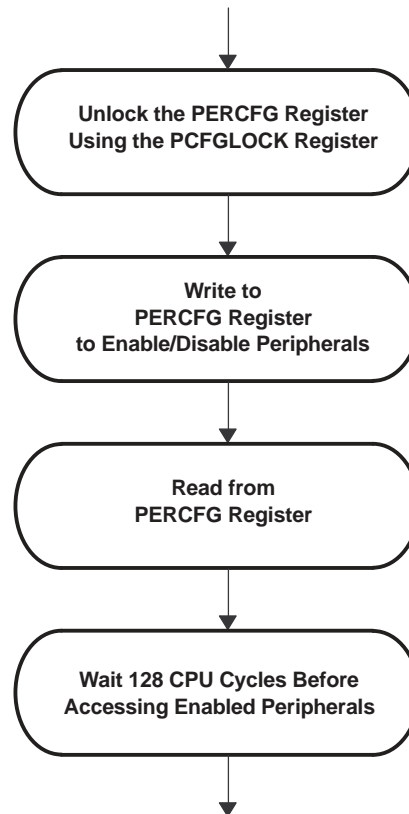 Unlock the PERCFG Register
Using the PCFGLOCK Register
Write to
PERCFG Register
to Enable/Disable Peripherals
Read from
PERCFG Register
Wait 128 CPU Cycles Before
Accessing Enabled Peripherals